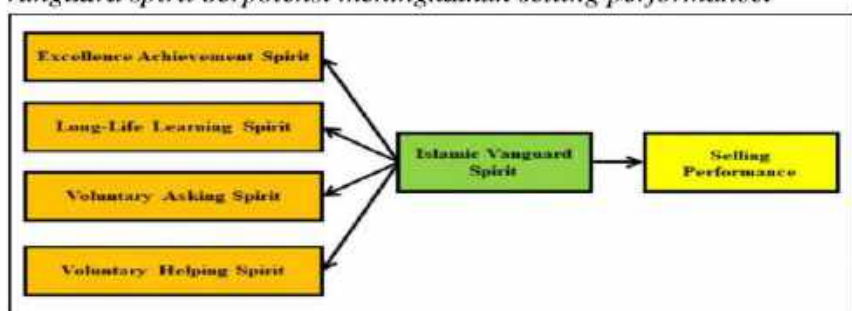 vanguard spirit berpotensi meningkatkan selling performance.
Excellence Achievement Spirit
Long-Life Learning Spirit
Voluntary Asking Spirit
Voluntary Helping Spirit
Islamic Vanguard
Spirit
Selling
Performance